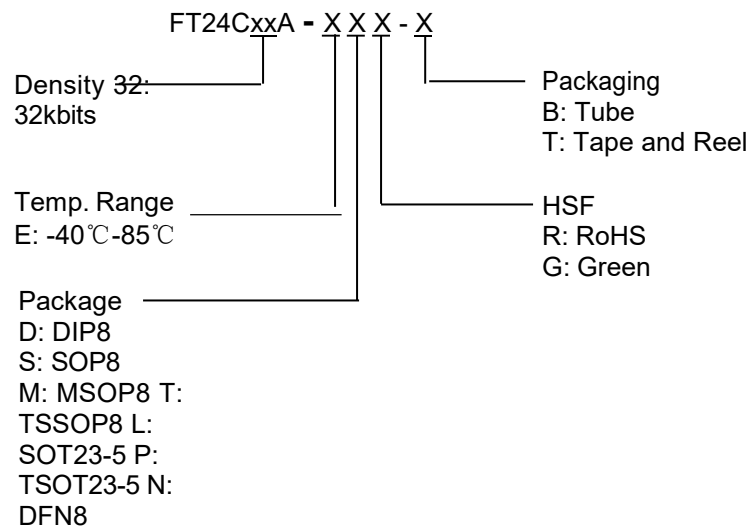 FT24CxxA - X X X - X
Density 32:
32kbits
Packaging
B: Tube
T: Tape and Reel
Temp. Range
E: -40℃-85℃
HSF
R: RoHS
G: Green
Package
D: DIP8
S: SOP8
M: MSOP8 T:
TSSOP8 L:
SOT23-5 P:
TSOT23-5 N:
DFN8